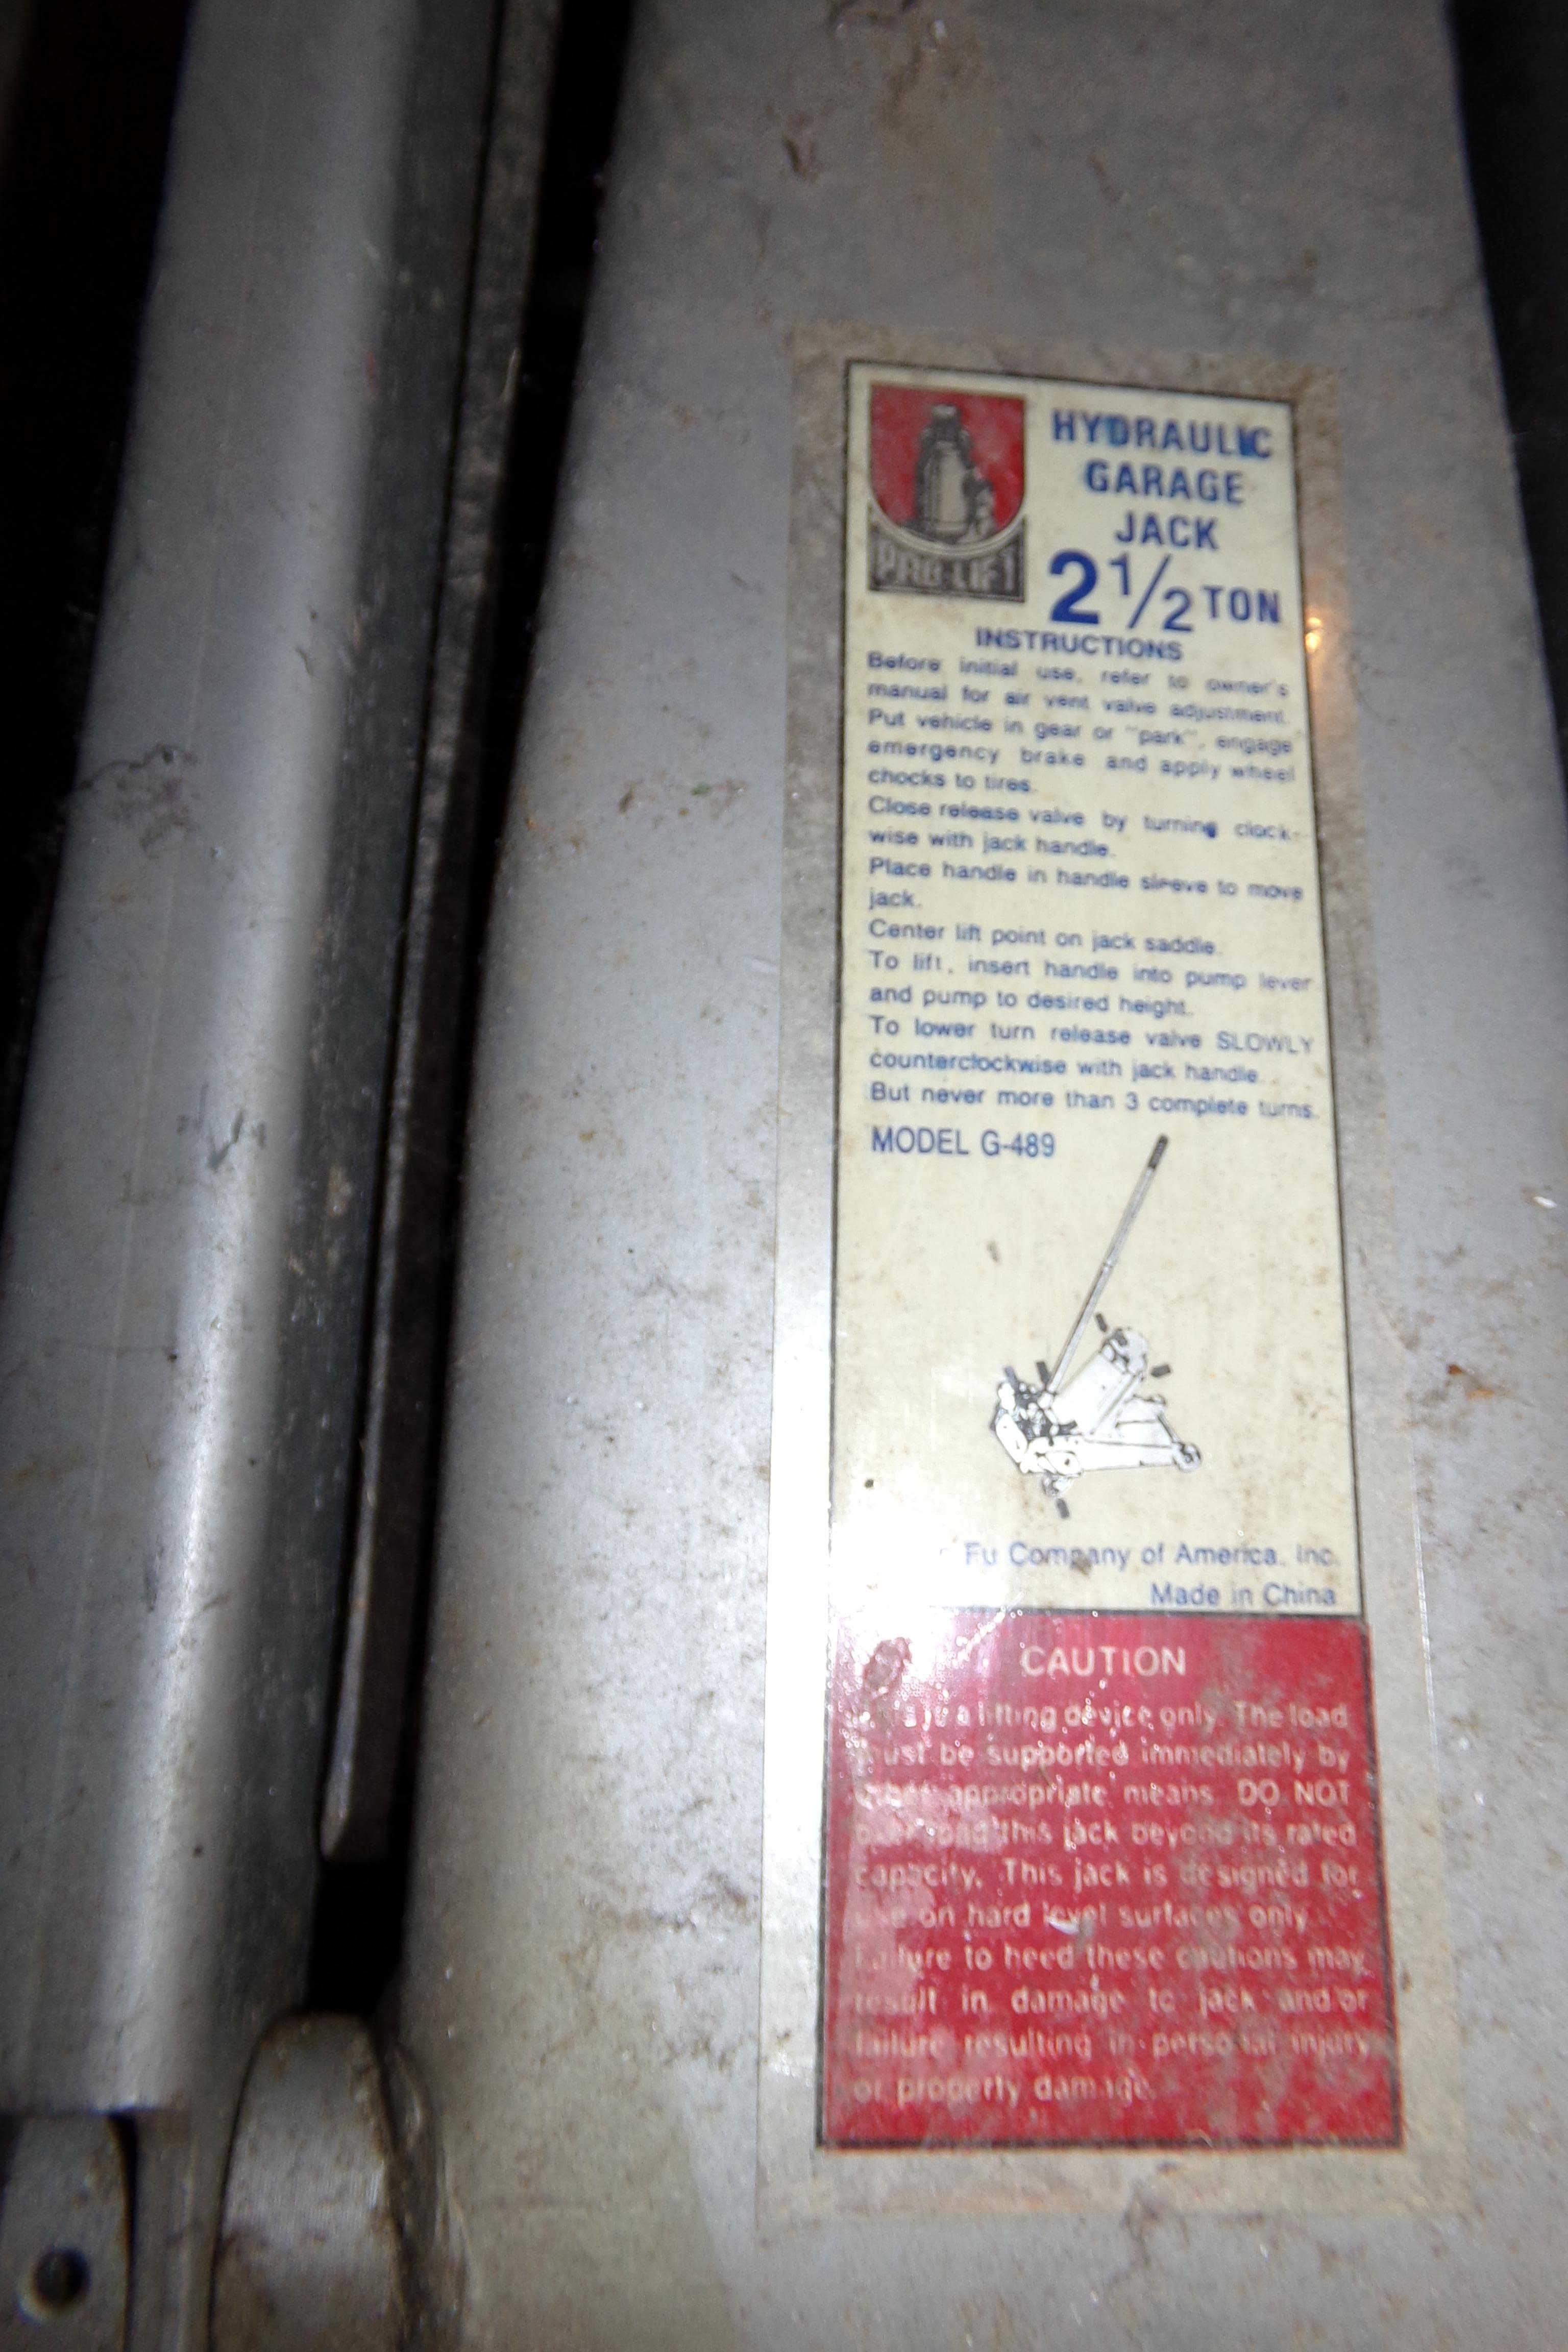 HYDRAULIC
GARAGE
JACK
PRO-LIFT
2 1/2 TON
INSTRUCTIONS
Before initial use, refer to owner's
manual for air vent valve adjustment.
Put vehicle in gear or "park", engage
emergency brake and apply wheel
chocks to tires.
Close release valve by turning clock-
wise with jack handle.
Place handle in handle sleeve to move
jack.
Center lift point on jack saddle.
To lift, insert handle into pump lever
and pump to desired height.
To lower turn release valve SLOWLY
counterclockwise with jack handle.
But never more than 3 complete turns.
MODEL G-489
Fu Company of America, Inc.
Made in China
CAUTION
is a lifting device only. The load
must be supported immediately by
other appropriate means. DO NOT
overload this jack beyond its rated
capacity. This jack is designed for
use on hard level surfaces only.
Failure to heed these cautions may
result in damage to jack and/or
failure resulting in personal injury
or property damage.